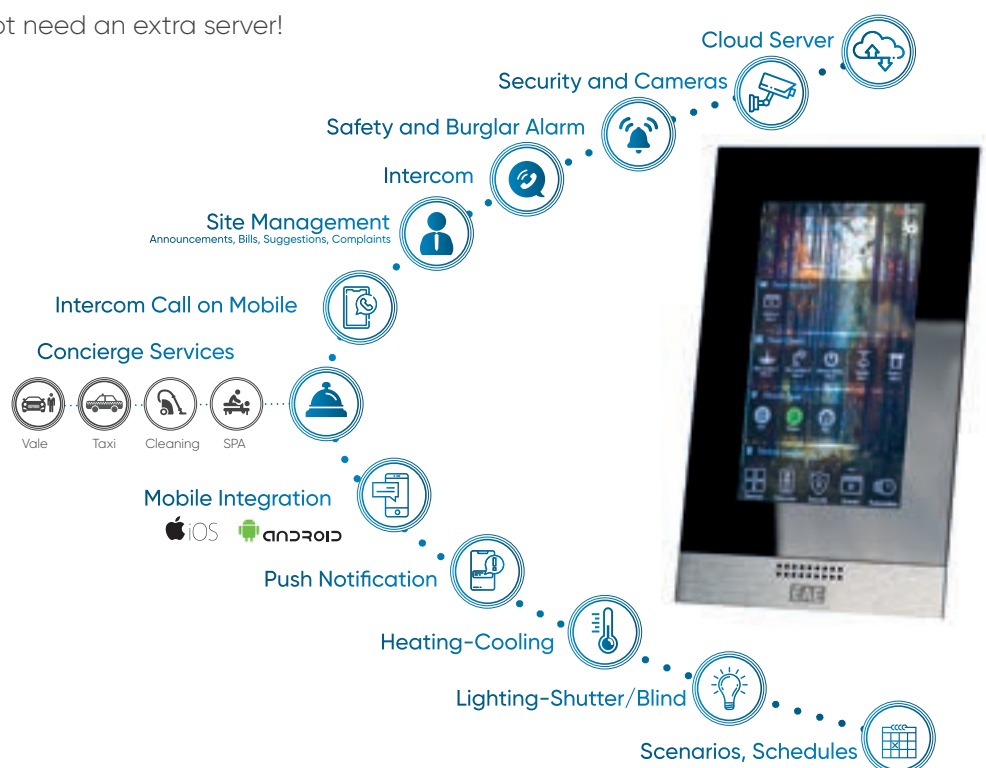 ot need an extra server!
Cloud Server
Security and Cameras
Safety and Burglar Alarm
Intercom
Site Management
Announcements, Bills, Suggestions, Complaints
Intercom Call on Mobile
Concierge Services
Vale
Taxi
Cleaning
SPA
Mobile Integration
iOS
android
Push Notification
Heating-Cooling
Lighting-Shutter/Blind
Scenarios, Schedules
EAE